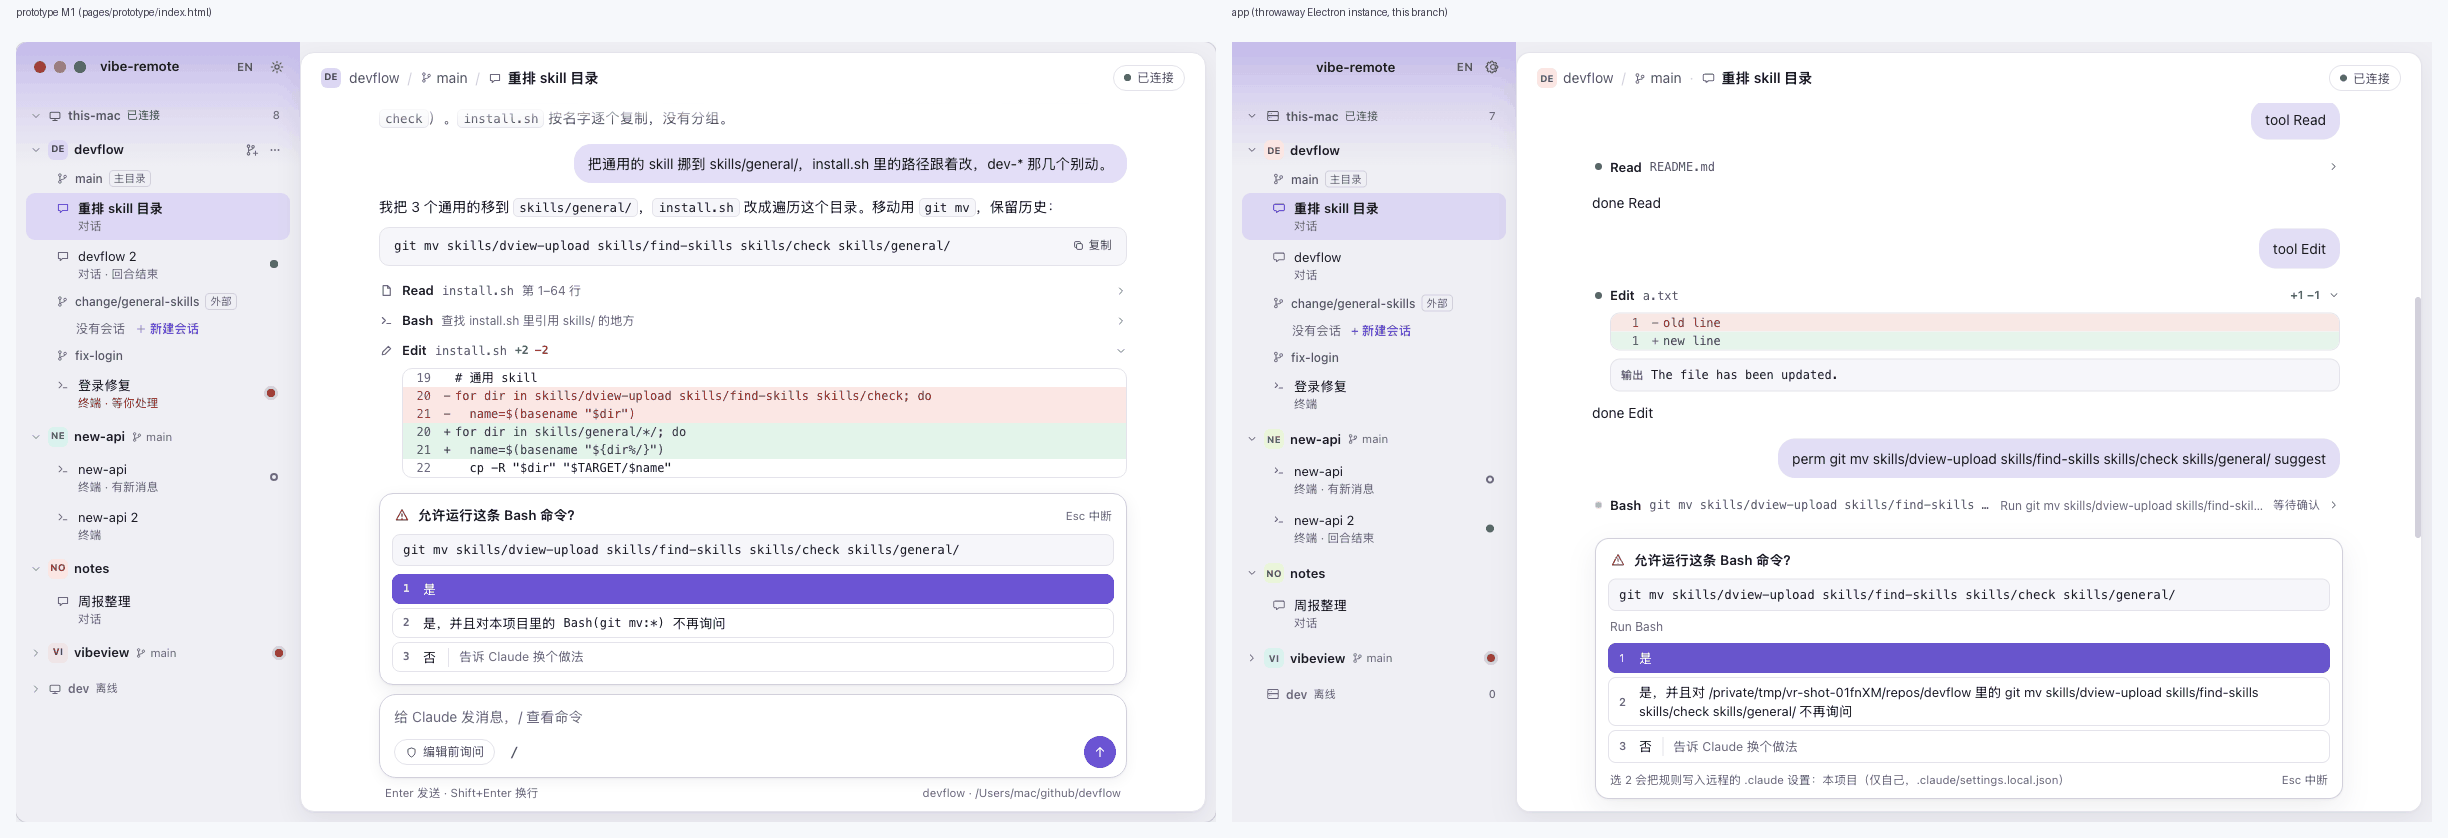 prototype M1 (pages/prototype/index.html)
vibe-remote
EN
this-mac 已连接
8
DE devflow
main 主目录
重排 skill 目录
对话
devflow 2
对话 · 回合结束
change/general-skills 外部
没有会话 + 新建会话
fix-login
登录修复
终端 · 等你处理
NE new-api main
new-api
终端 · 有新消息
new-api 2
终端
NO notes
周报整理
对话
VI vibeview main
dev 离线
DE devflow / main / 重排 skill 目录
已连接
check ）。 install.sh 按名字逐个复制，没有分组。
把通用的 skill 挪到 skills/general/，install.sh 里的路径跟着改，dev-* 那几个别动。
我把 3 个通用的移到 skills/general/ ， install.sh 改成遍历这个目录。移动用 git mv ，保留历史：
git mv skills/dview-upload skills/find-skills skills/check skills/general/
复制
Read install.sh 第 1–64 行
Bash 查找 install.sh 里引用 skills/ 的地方
Edit install.sh +2 −2
19 # 通用 skill
20 − for dir in skills/dview-upload skills/find-skills skills/check; do
21 − name=$(basename "$dir")
20 + for dir in skills/general/*/; do
21 + name=$(basename "${dir%/}")
22 cp -R "$dir" "$TARGET/$name"
允许运行这条 Bash 命令?
Esc 中断
git mv skills/dview-upload skills/find-skills skills/check skills/general/
1 是
2 是，并且对本项目里的 Bash(git mv:*) 不再询问
3 否 告诉 Claude 换个做法
给 Claude 发消息，/ 查看命令
编辑前询问 /
Enter 发送 · Shift+Enter 换行
devflow · /Users/mac/github/devflow
app (throwaway Electron instance, this branch)
vibe-remote
EN
this-mac 已连接
7
DE devflow
main 主目录
重排 skill 目录
对话
devflow
对话
change/general-skills 外部
没有会话 + 新建会话
fix-login
登录修复
终端
NE new-api main
new-api
终端 · 有新消息
new-api 2
终端 · 回合结束
NO notes
周报整理
对话
VI vibeview main
dev 离线
0
DE devflow / main · 重排 skill 目录
已连接
tool Read
Read README.md
done Read
tool Edit
Edit a.txt
+1 −1
1 − old line
1 + new line
输出 The file has been updated.
done Edit
perm git mv skills/dview-upload skills/find-skills skills/check skills/general/ suggest
Bash git mv skills/dview-upload skills/find-skills … Run git mv skills/dview-upload skills/find-skil... 等待确认
允许运行这条 Bash 命令?
git mv skills/dview-upload skills/find-skills skills/check skills/general/
Run Bash
1 是
2 是，并且对 /private/tmp/vr-shot-01fnXM/repos/devflow 里的 git mv skills/dview-upload skills/find-skills
skills/check skills/general/ 不再询问
3 否 告诉 Claude 换个做法
选 2 会把规则写入远程的 .claude 设置：本项目（仅自己，.claude/settings.local.json）
Esc 中断